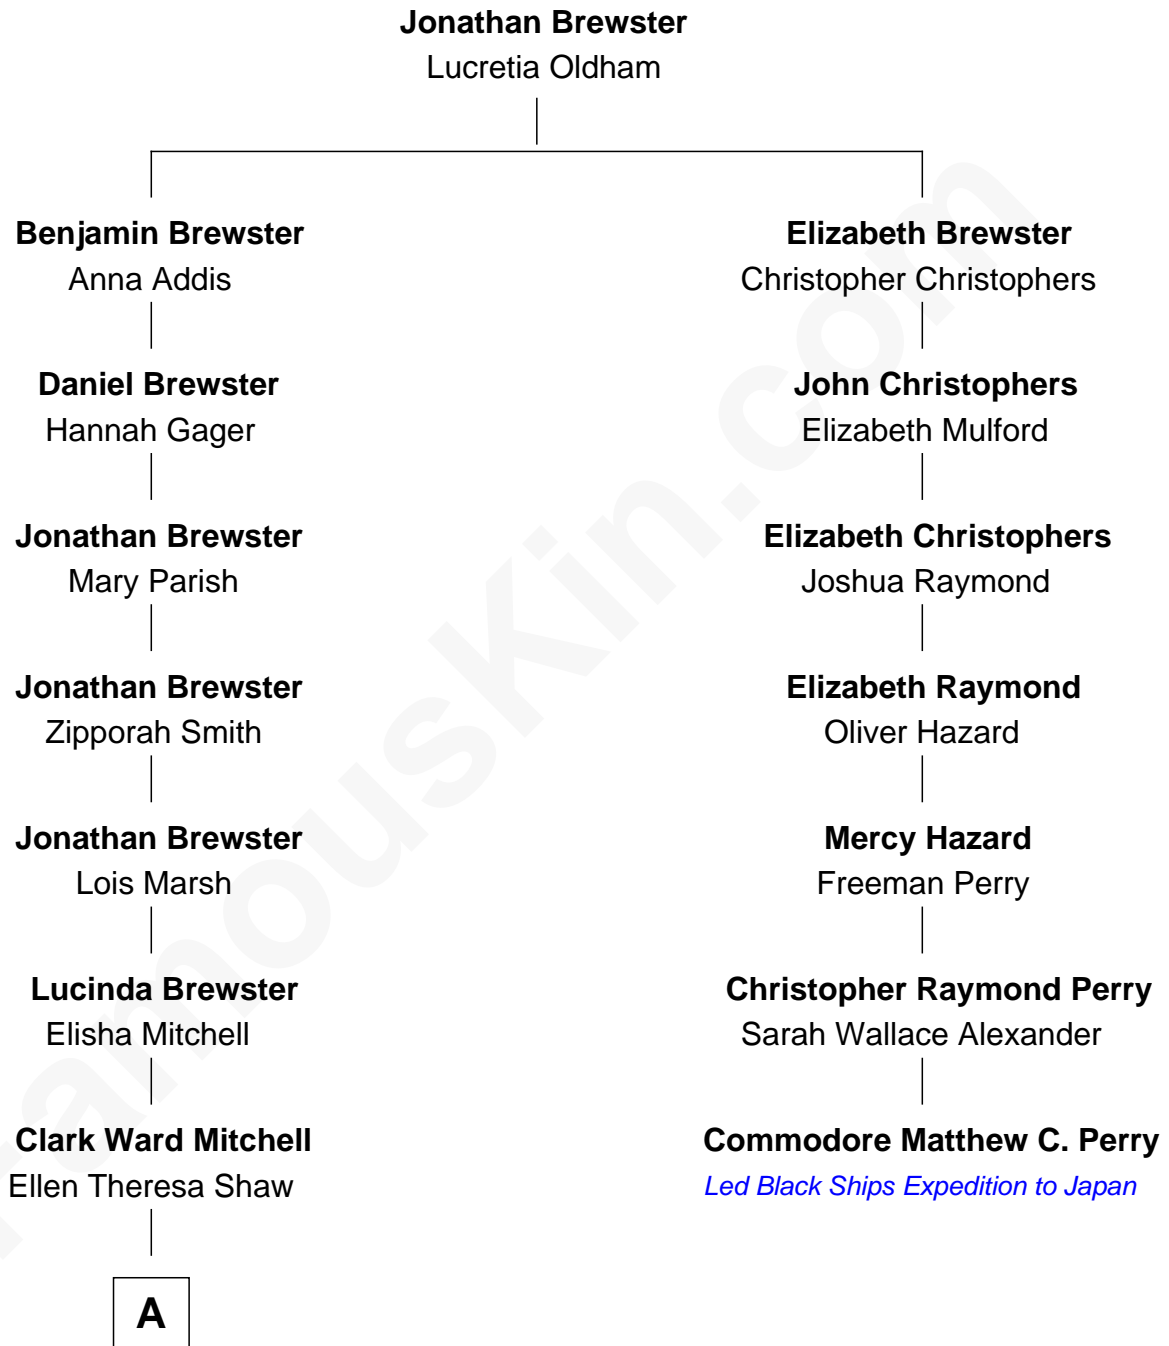 Jonathan Brewster
Lucretia Oldham
Benjamin Brewster
Anna Addis
Daniel Brewster
Hannah Gager
Jonathan Brewster
Mary Parish
Jonathan Brewster
Zipporah Smith
Jonathan Brewster
Lois Marsh
Lucinda Brewster
Elisha Mitchell
Clark Ward Mitchell
Ellen Theresa Shaw
A
Elizabeth Brewster
Christopher Christophers
John Christophers
Elizabeth Mulford
Elizabeth Christophers
Joshua Raymond
Elizabeth Raymond
Oliver Hazard
Mercy Hazard
Freeman Perry
Christopher Raymond Perry
Sarah Wallace Alexander
Commodore Matthew C. Perry
Led Black Ships Expedition to Japan
FamousKin.com